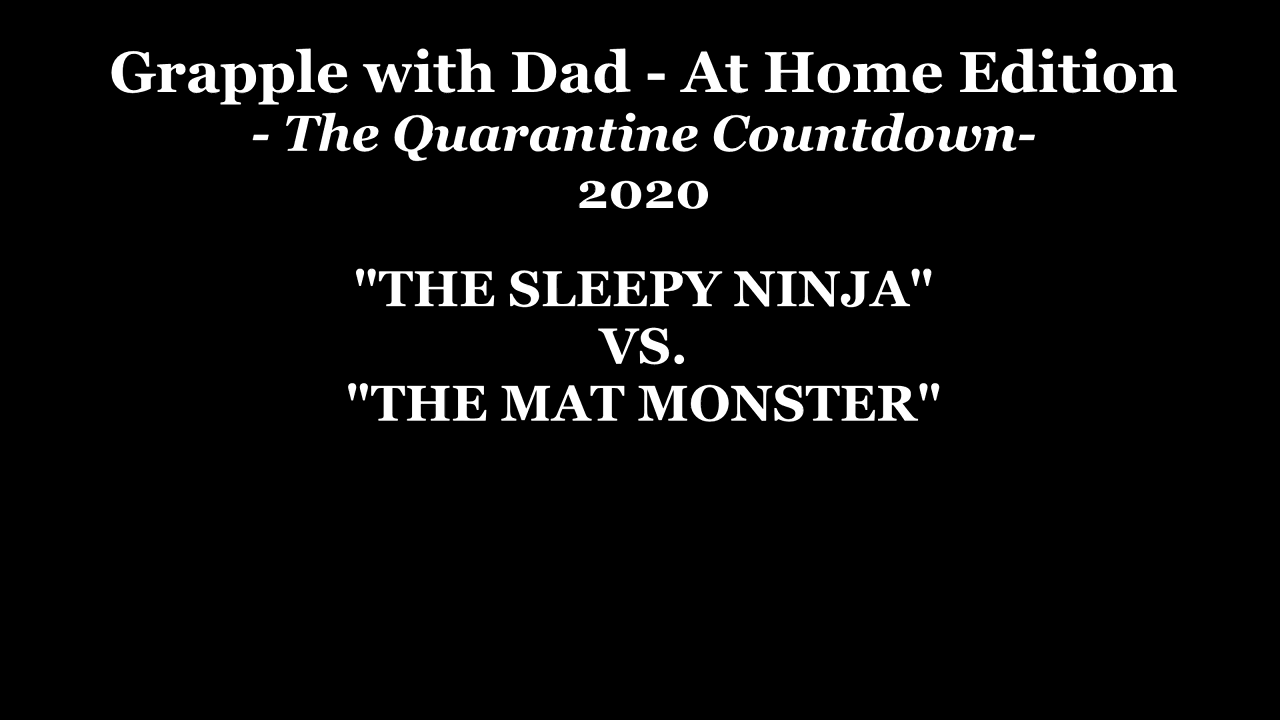 Grapple with Dad - At Home Edition
- The Quarantine Countdown-
2020
"THE SLEEPY NINJA"
VS.
"THE MAT MONSTER"